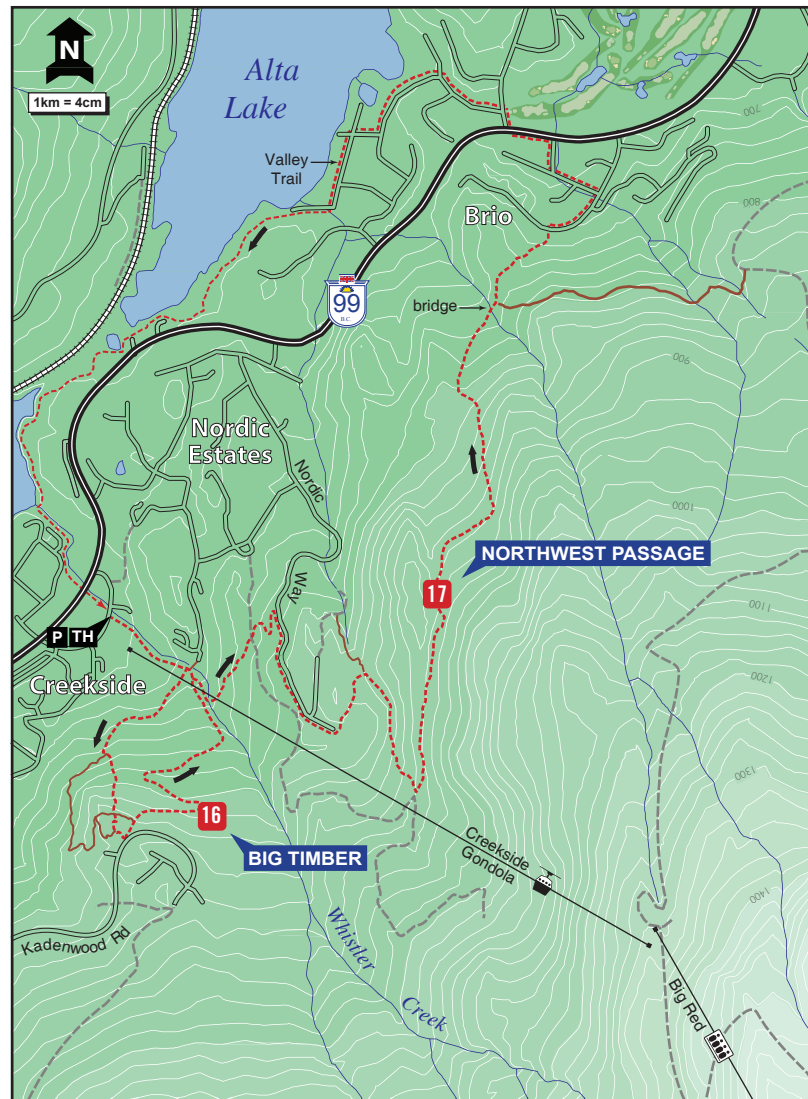 N
1km = 4cm
Alta
Lake
Valley
Trail
700
800
Brio
99
B.C.
bridge
900
Nordic
Estates
Nordic
Way
1000
NORTHWEST PASSAGE
17
1100
P TH
Creekside
1200
1300
16
BIG TIMBER
Creekside
Gondola
1400
Kadenwood Rd
Whistler
Creek
Big Red